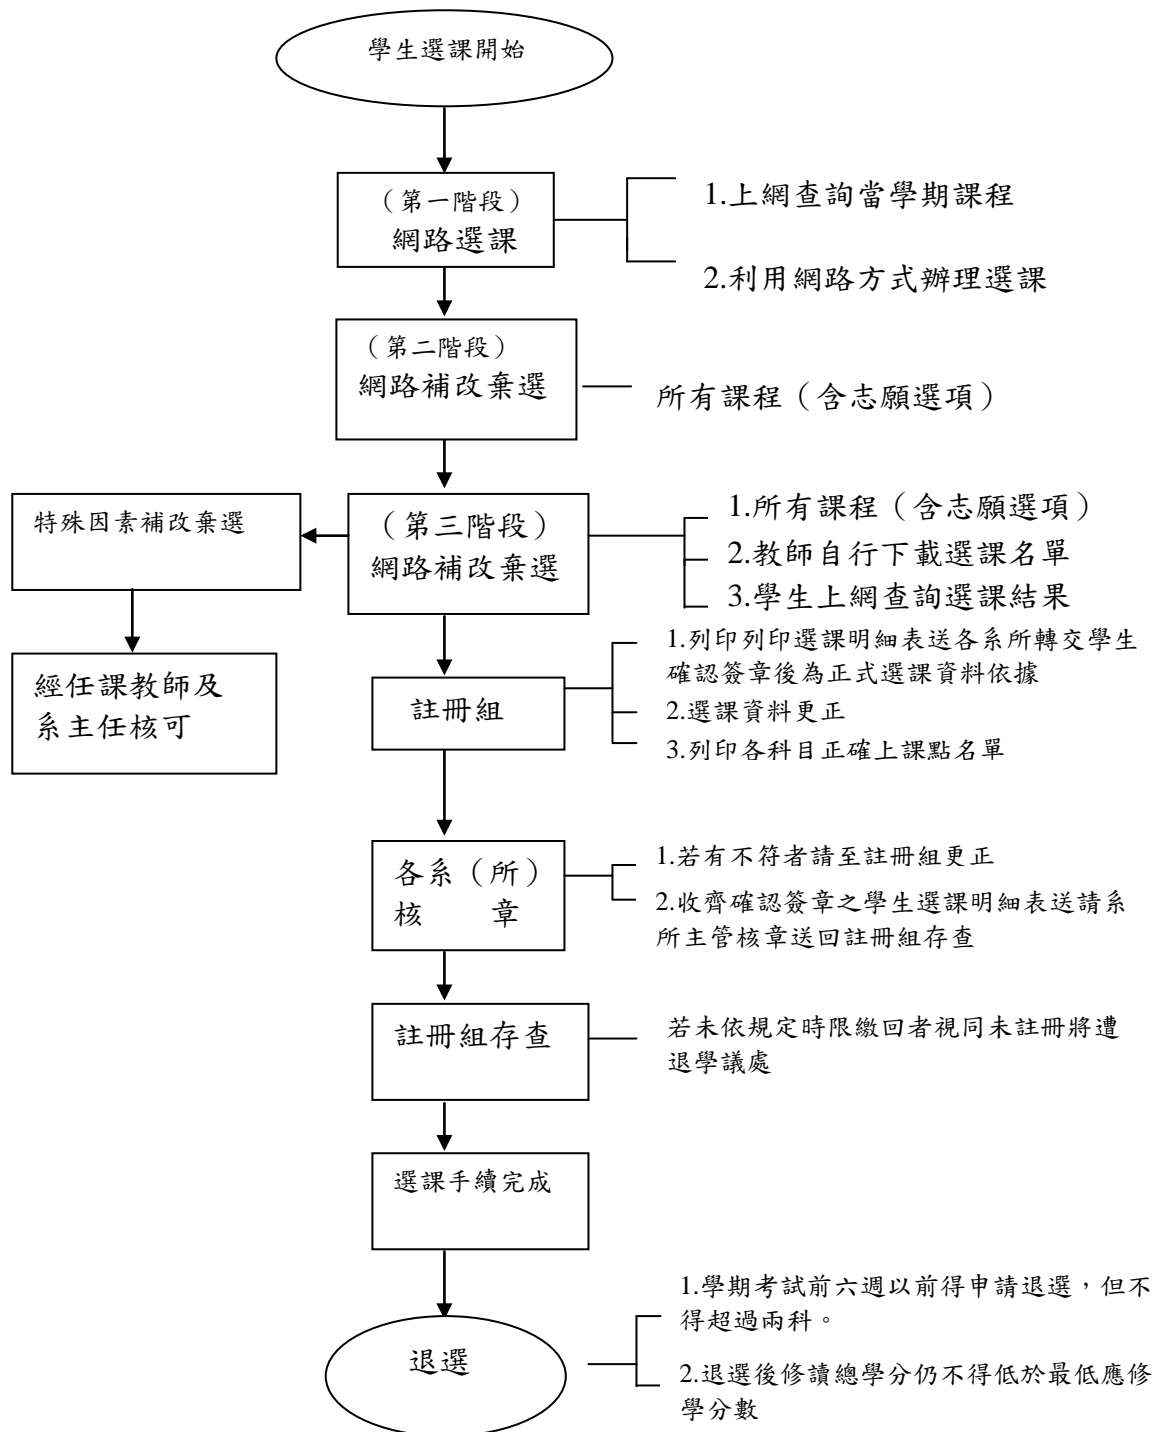 學生選課開始
（第一階段）
網路選課
1.上網查詢當學期課程
2.利用網路方式辦理選課
（第二階段）
網路補改棄選
所有課程（含志願選項）
特殊因素補改棄選
（第三階段）
網路補改棄選
1.所有課程（含志願選項）
2.教師自行下載選課名單
3.學生上網查詢選課結果
經任課教師及
系主任核可
註冊組
1.列印列印選課明細表送各系所轉交學生
確認簽章後為正式選課資料依據
2.選課資料更正
3.列印各科目正確上課點名單
各系（所）
核　　章
1.若有不符者請至註冊組更正
2.收齊確認簽章之學生選課明細表送請系
所主管核章送回註冊組存查
註冊組存查
若未依規定時限繳回者視同未註冊將遭
退學議處
選課手續完成
退選
1.學期考試前六週以前得申請退選，但不
得超過兩科。
2.退選後修讀總學分仍不得低於最低應修
學分數